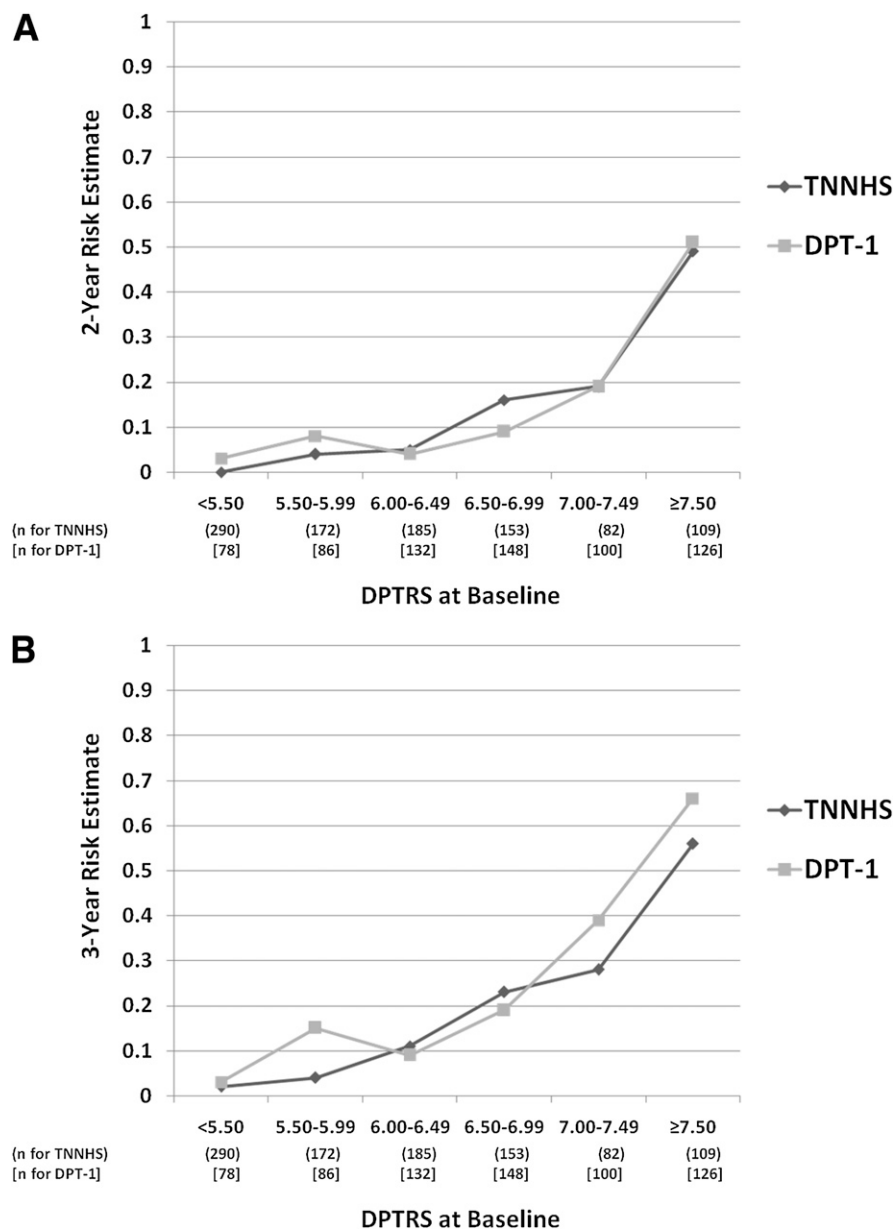 A
1
0.9
0.8
0.7
0.6
0.5
0.4
0.3
0.2
0.1
0
2-Year Risk Estimate
TNNHS
DPT-1
<5.50 5.50-5.99 6.00-6.49 6.50-6.99 7.00-7.49 ≥7.50
(n for TNNHS) (290) (172) (185) (153) (82) (109)
[n for DPT-1] [78] [86] [132] [148] [100] [126]
DPTRS at Baseline
B
1
0.9
0.8
0.7
0.6
0.5
0.4
0.3
0.2
0.1
0
3-Year Risk Estimate
TNNHS
DPT-1
<5.50 5.50-5.99 6.00-6.49 6.50-6.99 7.00-7.49 ≥7.50
(n for TNNHS) (290) (172) (185) (153) (82) (109)
[n for DPT-1] [78] [86] [132] [148] [100] [126]
DPTRS at Baseline